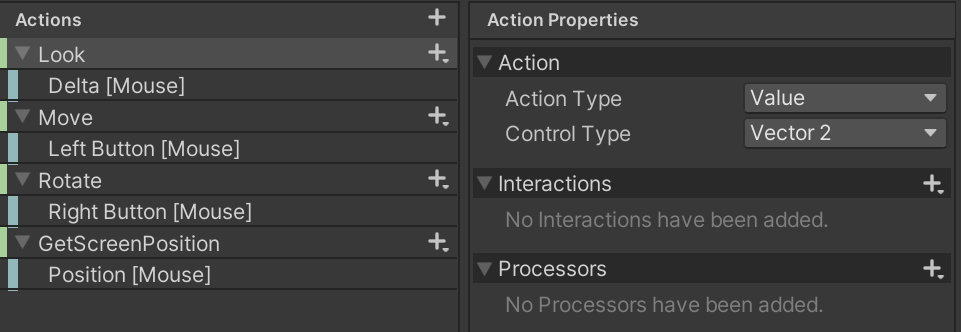 Actions
Look
Delta [Mouse]
Move
Left Button [Mouse]
Rotate
Right Button [Mouse]
GetScreenPosition
Position [Mouse]
Action Properties
Action
Action Type Value
Control Type Vector 2
Interactions
No Interactions have been added.
Processors
No Processors have been added.